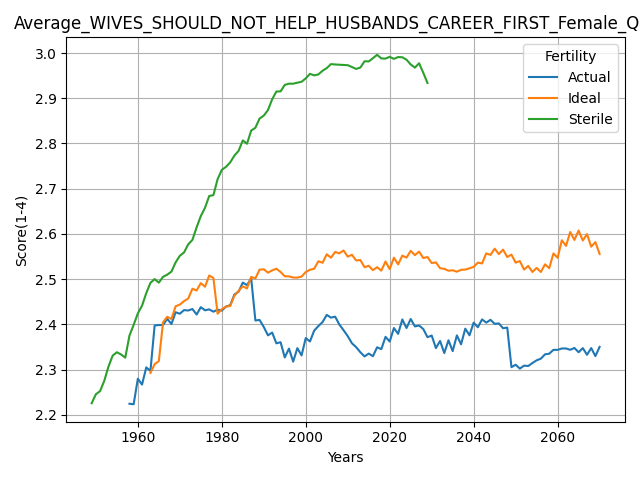 Average_WIVES_SHOULD_NOT_HELP_HUSBANDS_CAREER_FIRST_Female_Q
3.0
2.9
2.8
2.7
2.6
2.5
2.4
2.3
2.2
Score(1-4)
Fertility
Actual
Ideal
Sterile
1960 1980 2000 2020 2040 2060
Years